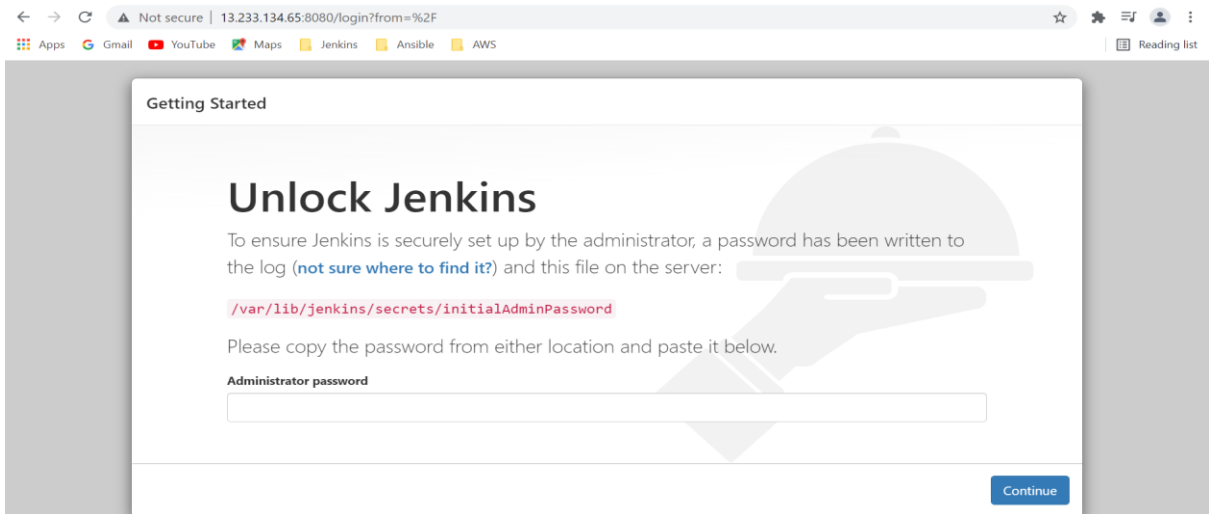 Not secure | 13.233.134.65:8080/login?from=%2F
Apps Gmail YouTube Maps Jenkins Ansible AWS Reading list
Getting Started
Unlock Jenkins
To ensure Jenkins is securely set up by the administrator, a password has been written to
the log (not sure where to find it?) and this file on the server:
/var/lib/jenkins/secrets/initialAdminPassword
Please copy the password from either location and paste it below.
Administrator password
Continue